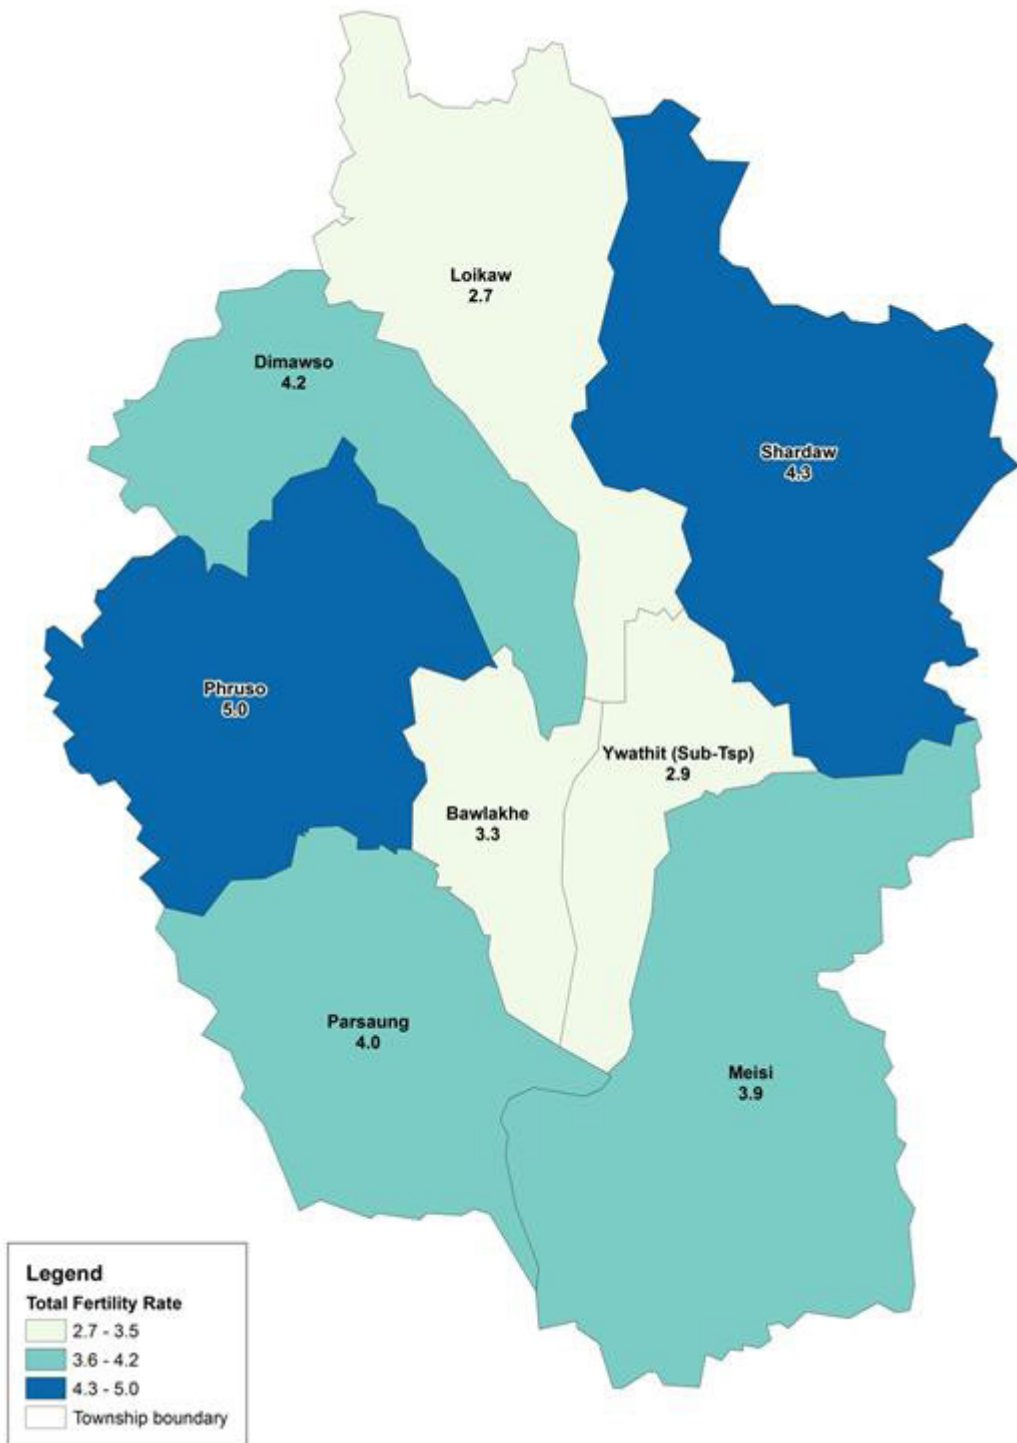 Loikaw
2.7
Dimawso
4.2
Shardaw
4.3
Phruso
5.0
Ywathit (Sub-Tsp)
2.9
Bawlakhe
3.3
Parsaung
4.0
Meisi
3.9
Legend
Total Fertility Rate
2.7 - 3.5
3.6 - 4.2
4.3 - 5.0
Township boundary